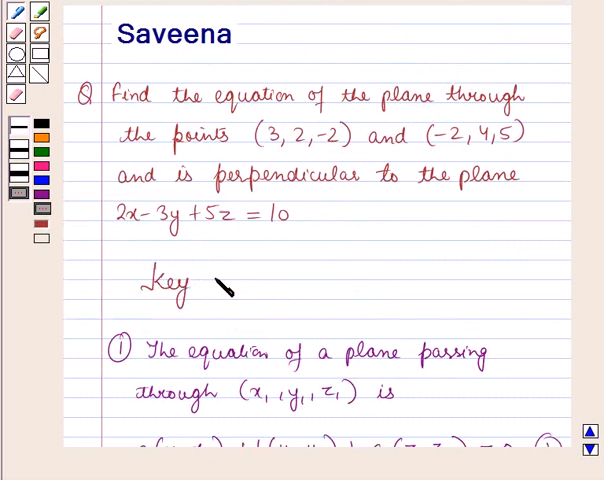 Saveena
Q Find the equation of the plane through
the points (3, 2, -2) and (-2, 4, 5)
and is perpendicular to the plane
2x - 3y + 5z = 10
Key
① The equation of a plane passing
through (x₁, y₁, z₁) is